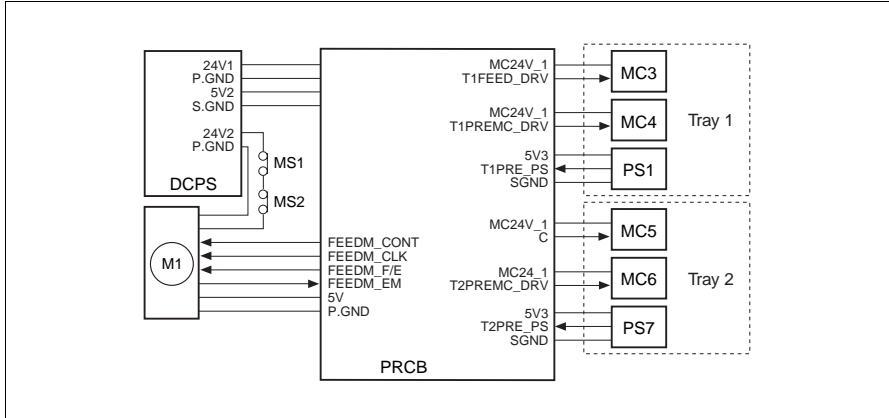 24V1
P.GND
5V2
S.GND
24V2
P.GND
DCPS
MS1
MS2
M1
FEEDM_CONT
FEEDM_CLK
FEEDM_F/E
FEEDM_EM
5V
P.GND
PRCB
MC24V_1
T1FEED_DRV
MC3
MC24V_1
T1PREMC_DRV
MC4
Tray 1
5V3
T1PRE_PS
SGND
PS1
MC24V_1
C
MC5
MC24_1
T2PREMC_DRV
MC6
Tray 2
5V3
T2PRE_PS
SGND
PS7